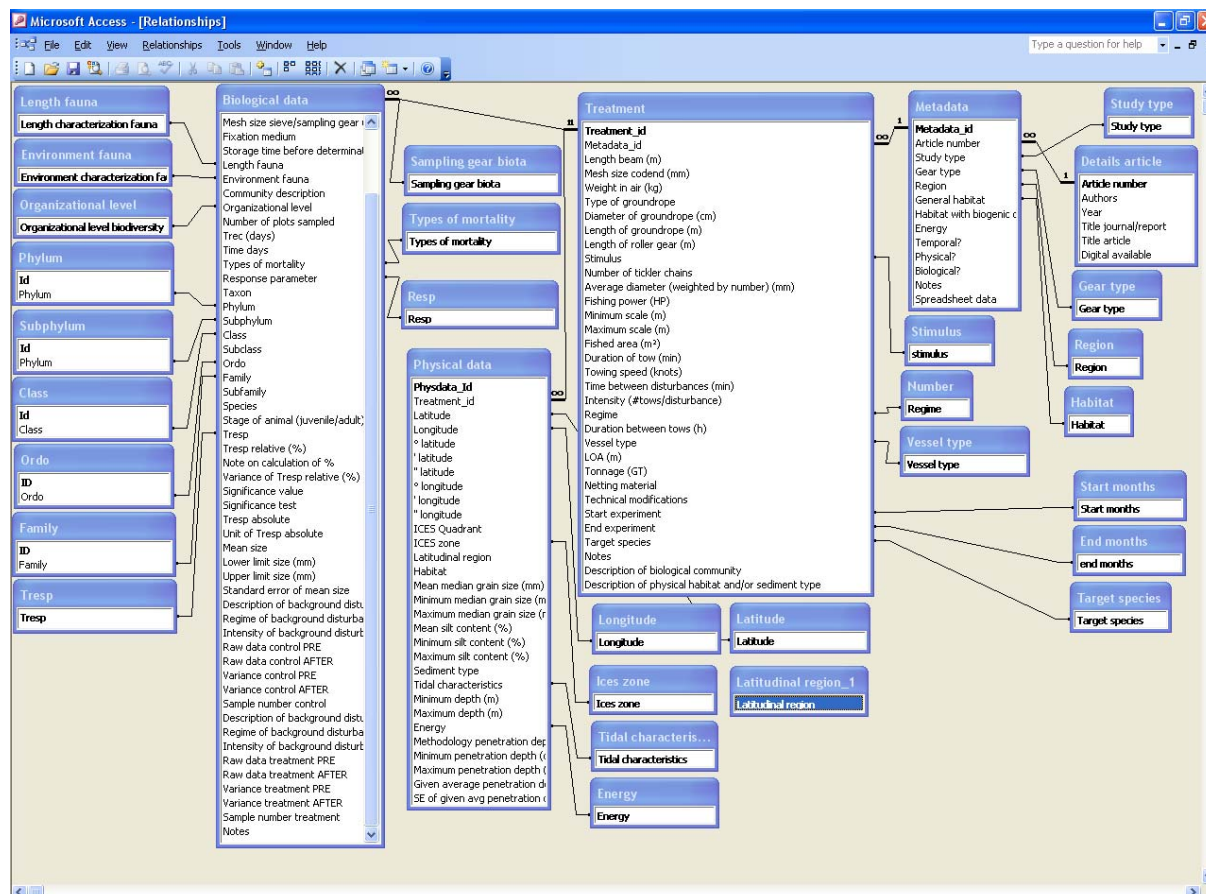 Microsoft Access - [Relationships]
File Edit View Relationships Tools Window Help
Type a question for help
Length fauna
Length characterization fauna
Environment fauna
Environment characterization fa
Organizational level
Organizational level biodiversity
Phylum
Id
Phylum
Subphylum
Id
Phylum
Class
Id
Class
Ordo
ID
Ordo
Family
ID
Family
Tresp
Tresp
Biological data
Mesh size sieve/sampling gear
Fixation medium
Storage time before determinat
Length fauna
Environment fauna
Community description
Organizational level
Number of plots sampled
Trec (days)
Time days
Types of mortality
Response parameter
Taxon
Phylum
Subphylum
Class
Subclass
Ordo
Family
Subfamily
Species
Stage of animal (juvenile/adult)
Tresp
Tresp relative (%)
Note on calculation of %
Variance of Tresp relative (%)
Significance value
Significance test
Tresp absolute
Unit of Tresp absolute
Mean size
Lower limit size (mm)
Upper limit size (mm)
Standard error of mean size
Description of background distu
Regime of background disturba
Intensity of background disturb
Raw data control PRE
Raw data control AFTER
Variance control PRE
Variance control AFTER
Sample number control
Description of background distu
Regime of background disturba
Intensity of background disturb
Raw data treatment PRE
Raw data treatment AFTER
Variance treatment PRE
Variance treatment AFTER
Sample number treatment
Notes
∞
Sampling gear biota
Sampling gear biota
Types of mortality
Types of mortality
Resp
Resp
Physical data
Physdata_Id
Treatment_id
Latitude
Longitude
° latitude
' latitude
" latitude
° longitude
' longitude
" longitude
ICES Quadrant
ICES zone
Latitudinal region
Habitat
Mean median grain size (mm)
Minimum median grain size (m
Maximum median grain size (r
Mean silt content (%)
Minimum silt content (%)
Maximum silt content (%)
Sediment type
Tidal characteristics
Minimum depth (m)
Maximum depth (m)
Energy
Methodology penetration dep
Minimum penetration depth (c
Maximum penetration depth (
Given average penetration d
SE of given avg penetration
∞
11
Treatment
Treatment_id
Metadata_id
Length beam (m)
Mesh size codend (mm)
Weight in air (kg)
Type of groundrope
Diameter of groundrope (cm)
Length of groundrope (m)
Length of roller gear (m)
Stimulus
Number of tickler chains
Average diameter (weighted by number) (mm)
Fishing power (HP)
Minimum scale (m)
Maximum scale (m)
Fished area (m²)
Duration of tow (min)
Towing speed (knots)
Time between disturbances (min)
Intensity (#tows/disturbance)
Regime
Duration between tows (h)
Vessel type
LOA (m)
Tonnage (GT)
Netting material
Technical modifications
Start experiment
End experiment
Target species
Notes
Description of biological community
Description of physical habitat and/or sediment type
∞
1
Longitude
Longitude
Latitude
Latitude
Ices zone
Ices zone
Latitudinal region_1
Latitudinal region
Tidal characteris...
Tidal characteristics
Energy
Energy
Metadata
Metadata_id
Article number
Study type
Gear type
Region
General habitat
Habitat with biogenic c
Energy
Temporal?
Physical?
Biological?
Notes
Spreadsheet data
∞
1
Stimulus
stimulus
Number
Regime
Vessel type
Vessel type
Study type
Study type
Details article
Article number
Authors
Year
Title journal/report
Title article
Digital available
Gear type
Gear type
Region
Region
Habitat
Habitat
Start months
Start months
End months
end months
Target species
Target species